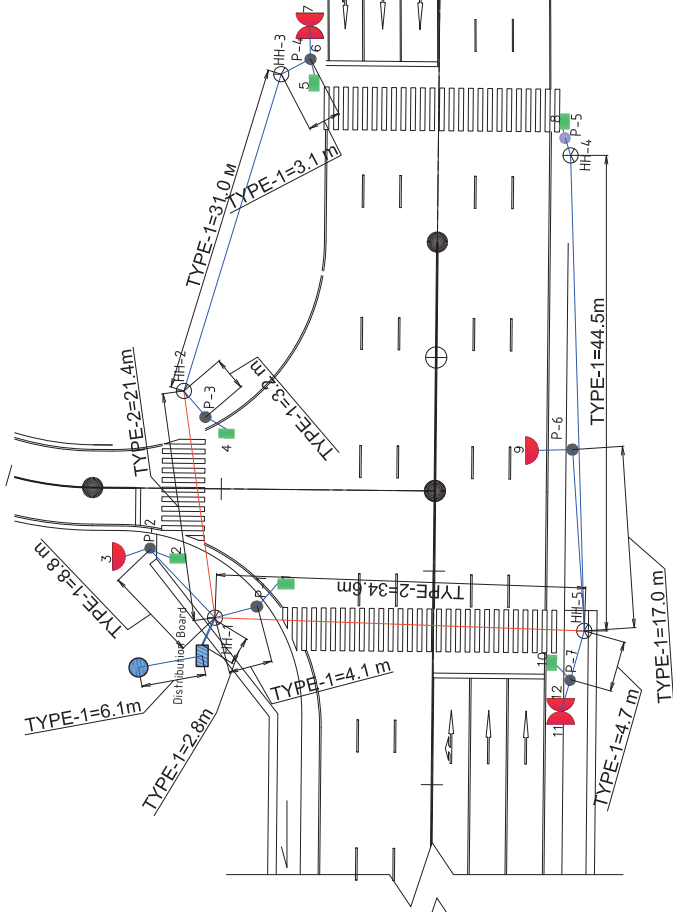 7
HH-3
P-4
6
5
TYPE-1=3.1 m
TYPE-1=31.0 м
8
P-5
HH-4
TYPE-2=21.4m
HH-2
P-3
4
TYPE-1=44.5m
P-6
9
P-2
3
2
TYPE-1=8.8 m
Distribution Board
1
TYPE-2=34.6m
HH-5
TYPE-1=17.0 m
TYPE-1=6.1m
TYPE-1=2.8m
TYPE-1=4.1 m
10
P-7
12
11
TYPE-1=4.7 m